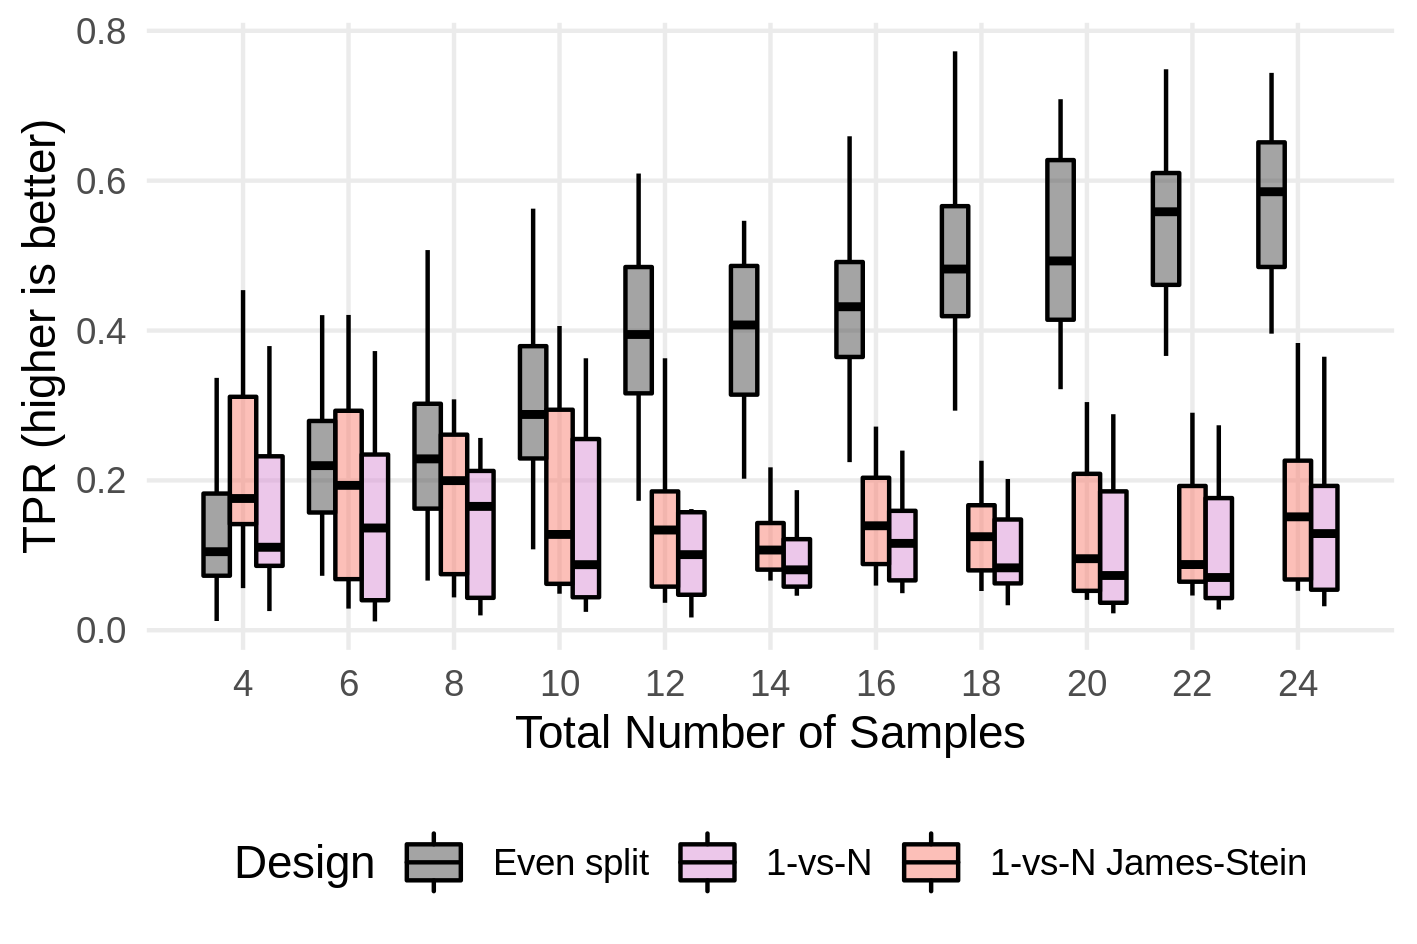 0.8
0.6
0.4
0.2
0.0
TPR (higher is better)
4 6 8 10 12 14 16 18 20 22 24
Total Number of Samples
Design Even split 1-vs-N 1-vs-N James-Stein